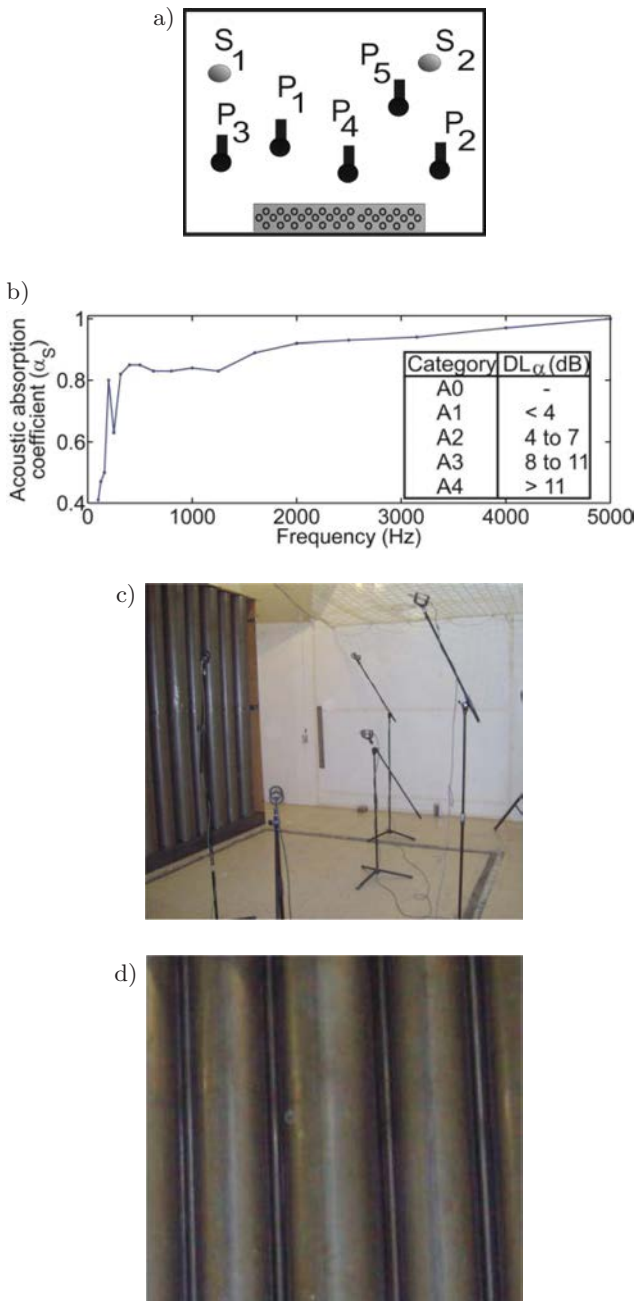 a)
S1
S2
P5
P1
P3
P4
P2
b)
Acoustic absorption
coefficient (αS)
1
0.8
0.6
0.4
0
1000
2000
3000
4000
5000
Frequency (Hz)
Category DLα (dB)
A0 -
A1 < 4
A2 4 to 7
A3 8 to 11
A4 > 11
c)
d)